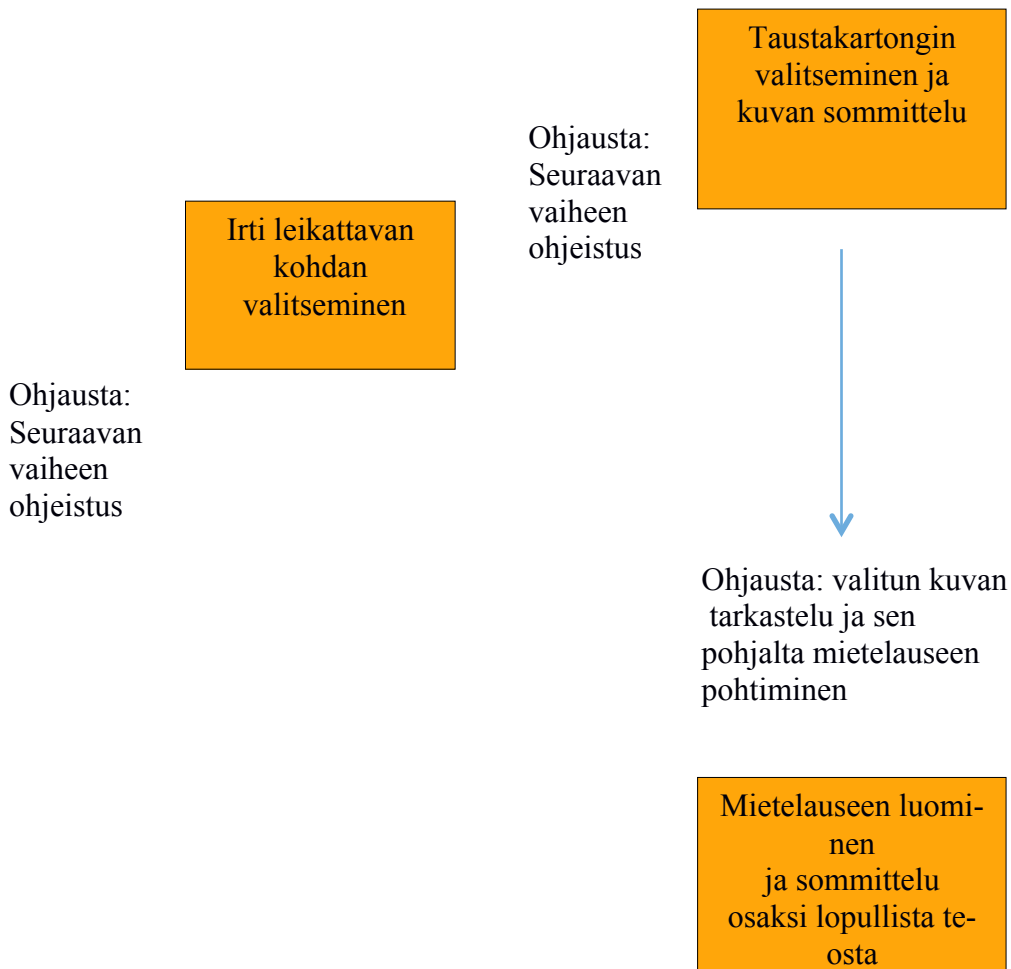 Taustakartongin
valitseminen ja
kuvan sommittelu
Ohjausta:
Seuraavan
vaiheen
ohjeistus
Irti leikattavan
kohdan
valitseminen
Ohjausta:
Seuraavan
vaiheen
ohjeistus
Ohjausta: valitun kuvan
tarkastelu ja sen
pohjalta mietelauseen
pohtiminen
Mietelauseen luomi-
nen
ja sommittelu
osaksi lopullista te-
osta